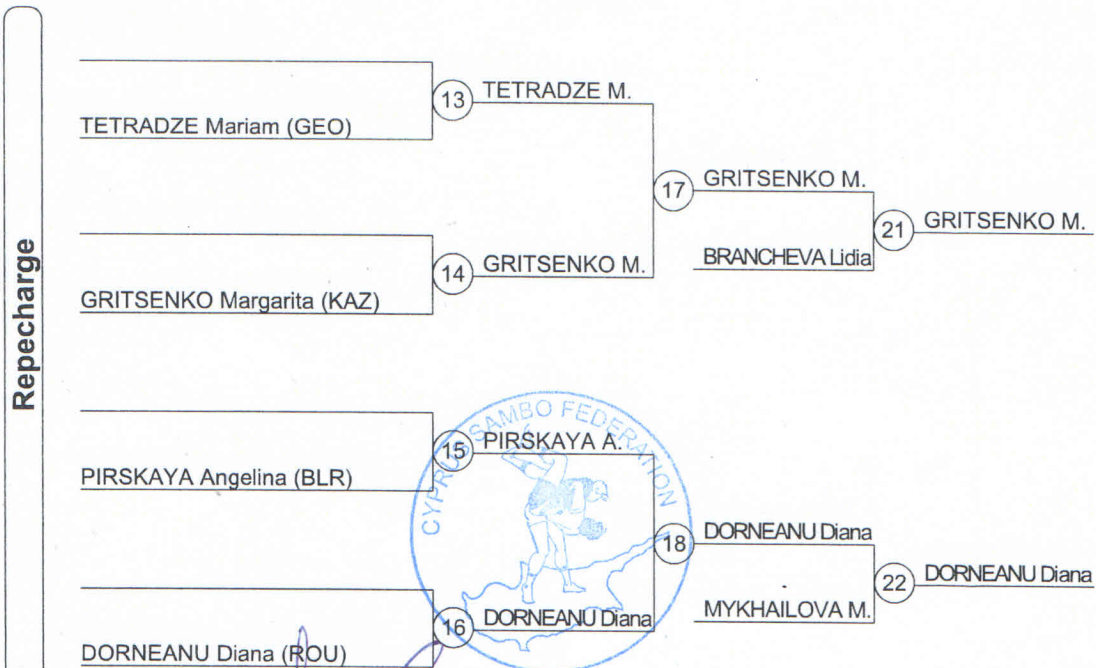 Repecharge
13 TETRADZE M.
TETRADZE Mariam (GEO)
17 GRITSENKO M.
21 GRITSENKO M.
BRANCHEVA Lidia
14 GRITSENKO M.
GRITSENKO Margarita (KAZ)
CYPRUS SAMBO FEDERATION
15 PIRSKAYA A.
PIRSKAYA Angelina (BLR)
18 DORNEANU Diana
22 DORNEANU Diana
MYKHAILOVA M.
16 DORNEANU Diana
DORNEANU Diana (ROU)